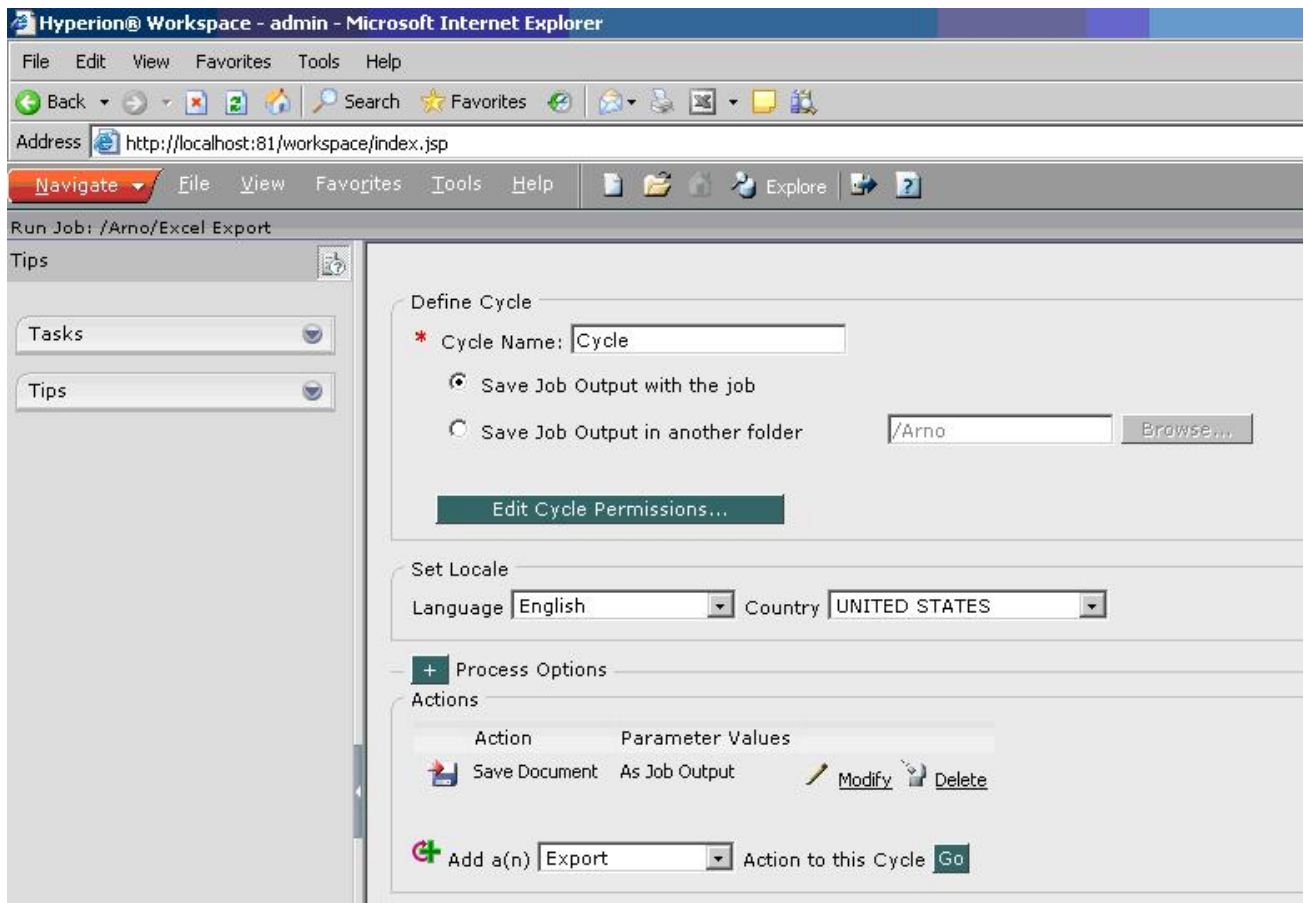 Hyperion® Workspace - admin - Microsoft Internet Explorer
File Edit View Favorites Tools Help
Back Search Favorites
Address http://localhost:81/workspace/index.jsp
Navigate File View Favorites Tools Help Explore
Run Job: /Arno/Excel Export
Tips
Define Cycle
Tasks
* Cycle Name: Cycle
Tips
Save Job Output with the job
Save Job Output in another folder /Arno Browse...
Edit Cycle Permissions...
Set Locale
Language English Country UNITED STATES
+ Process Options
Actions
Action Parameter Values
Save Document As Job Output Modify Delete
Add a(n) Export Action to this Cycle Go